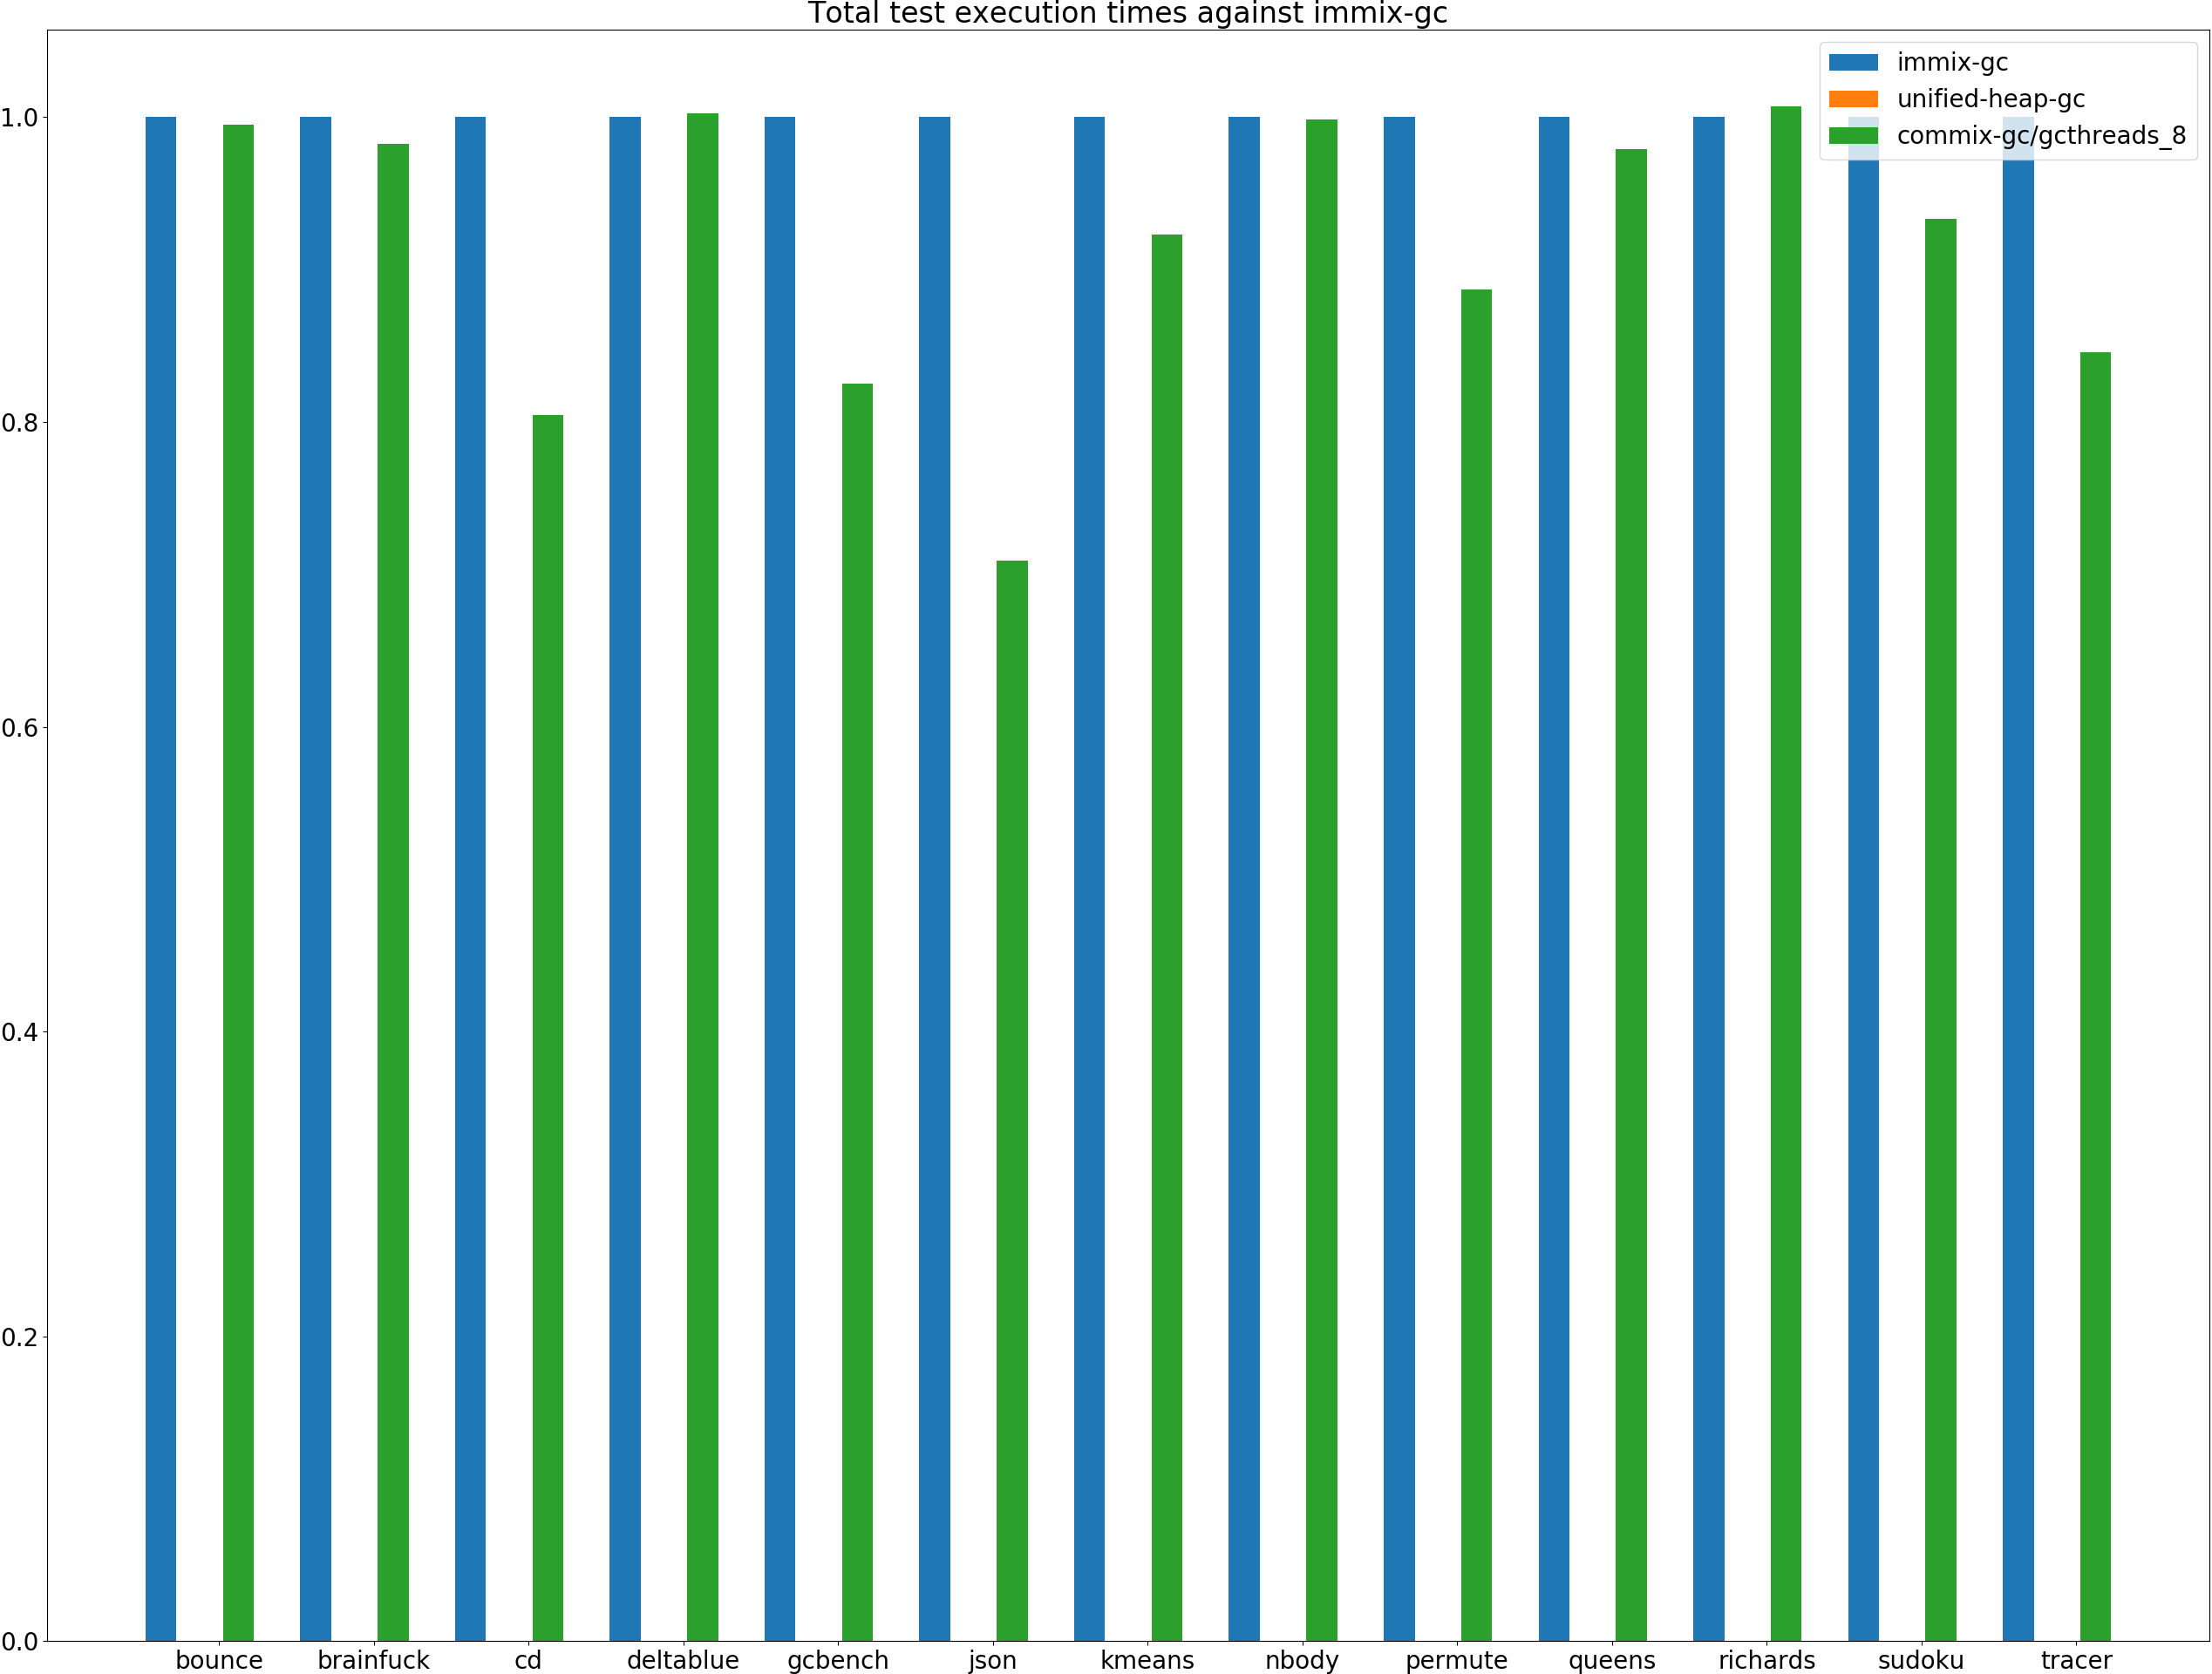 Total test execution times against immix-gc
immix-gc
unified-heap-gc
commix-gc/gcthreads_8
1.0
0.8
0.6
0.4
0.2
0.0
bounce brainfuck cd deltablue gcbench json kmeans nbody permute queens richards sudoku tracer